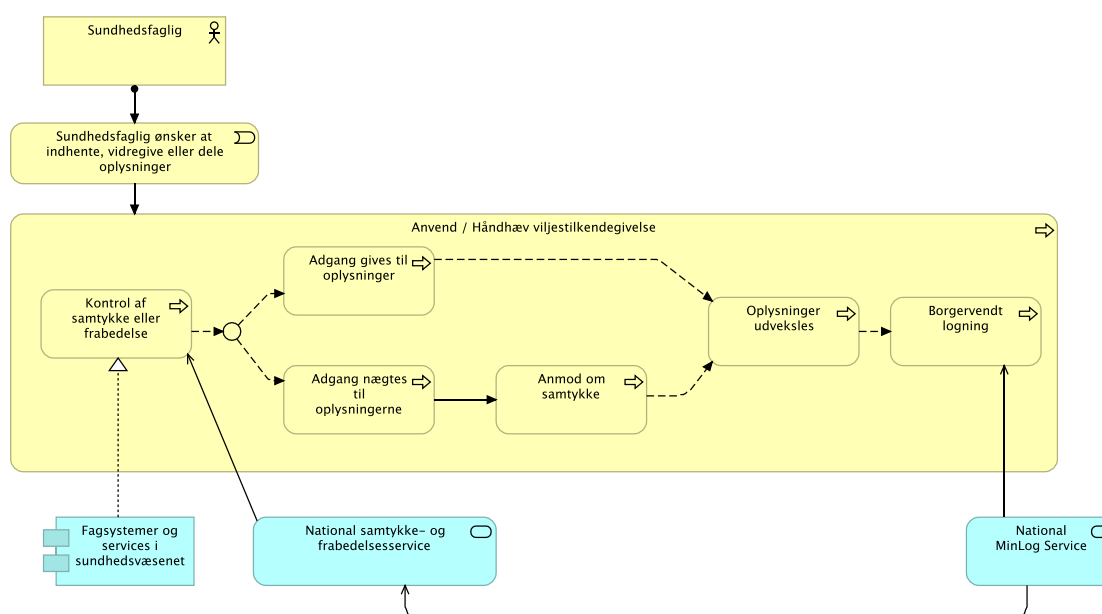 Sundhedsfaglig
Sundhedsfaglig ønsker at
indhente, vidregive eller dele
oplysninger
Anvend / Håndhæv viljestilkendegivelse
Adgang gives til
oplysninger
Kontrol af
samtykke eller
frabedelse
Oplysninger
udveksles
Borgervendt
logning
Adgang nægtes
til
oplysningerne
Anmod om
samtykke
Fagsystemer og
services i
sundhedsvæsenet
National samtykke- og
frabedelsesservice
National
MinLog Service